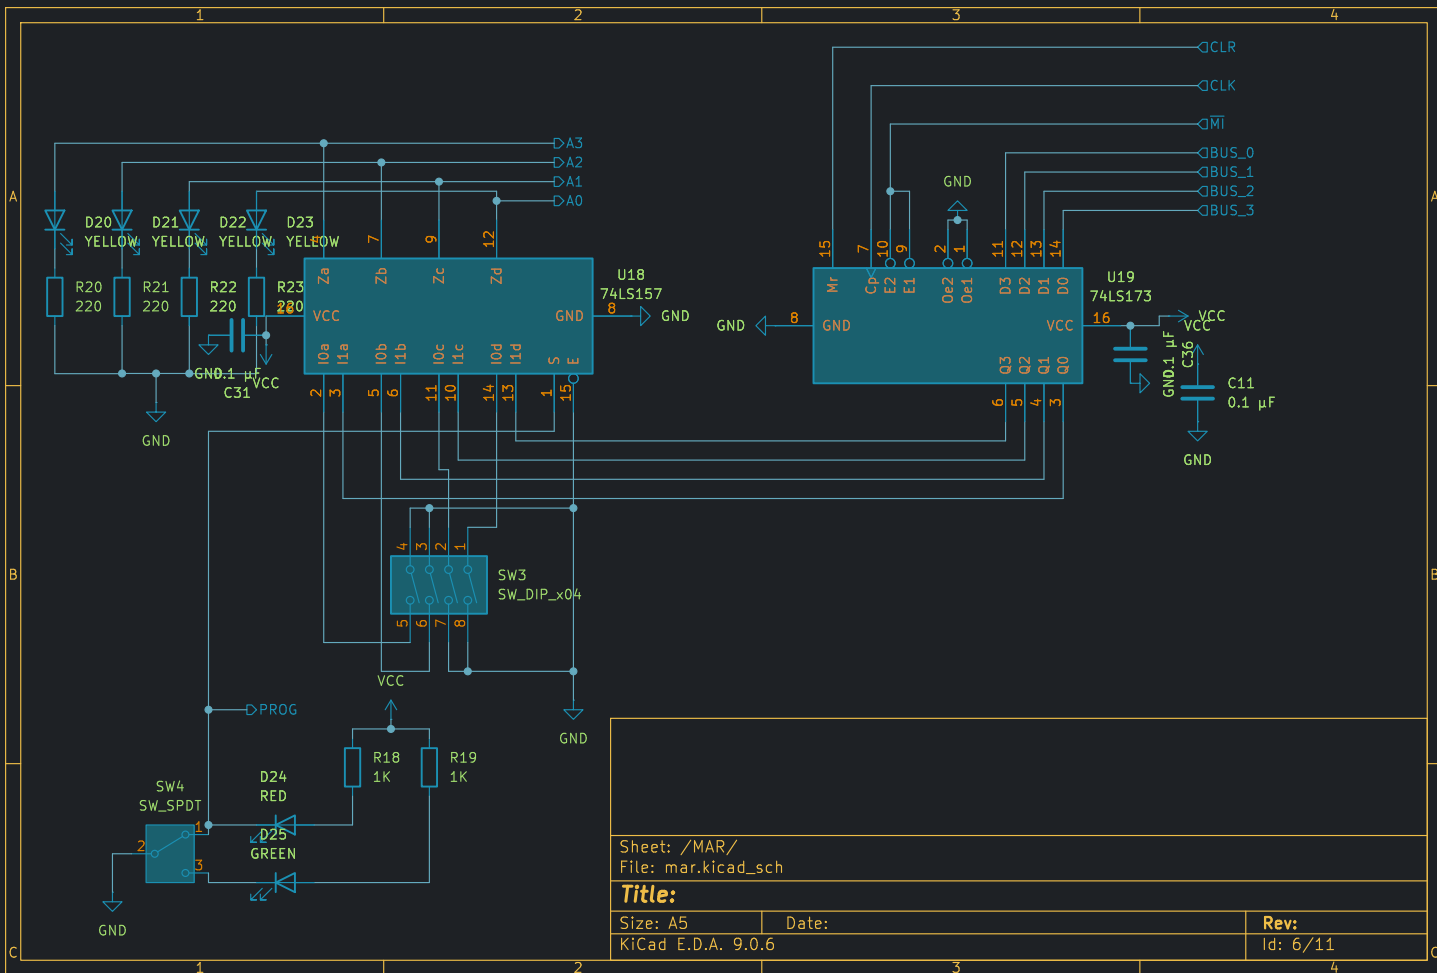 1 2 3 4
CLR
CLK
MI
A3
BUS_0
A2
BUS_1
A1
GND
BUS_2
A A
A0
BUS_3
D20 D21 D22 D23
YELLOW YELLOW YELLOW YELLOW
4 7 9 12
15 7 10 9 2 1 11 12 13 14
Za Zb Zc Zd
U18
U19
Mr Cp E2 E1 Oe2 Oe1 D3 D2 D1 D0
R20 R21 R22 R23
220 220 220 220
74LS157
74LS173
16 VCC GND 8 GND
GND 8 GND VCC 16 VCC
VCC
I0a I1a I0b I1b I0c I1c I0d I1d S E
Q3 Q2 Q1 Q0
GND 0.1 µF
C31
VCC
GND 0.1 µF
C36
C11
0.1 µF
2 3 5 6 11 10 14 13 1 15
6 5 4 3
GND
GND
4 3 2 1
B B
SW3
SW_DIP_x04
5 6 7 8
VCC
PROG
GND
R18 R19
1K 1K
D24
RED
SW4
SW_SPDT
1
D25
2
GREEN
3
GND
Sheet: /MAR/
File: mar.kicad_sch
Title:
Size: A5 Date: Rev:
KiCad E.D.A. 9.0.6 Id: 6/11
C C
1 2 3 4